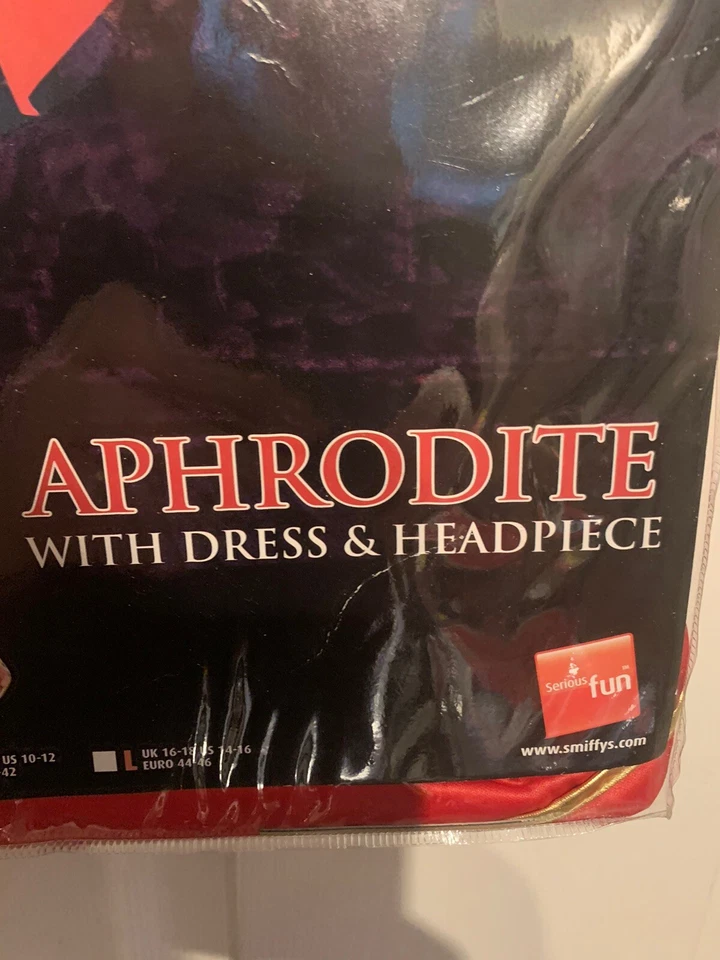 APHRODITE
WITH DRESS & HEADPIECE
Serious fun
www.smiffys.com
US 10-12
-42
L UK 16-18 US 14-16
EURO 44-46